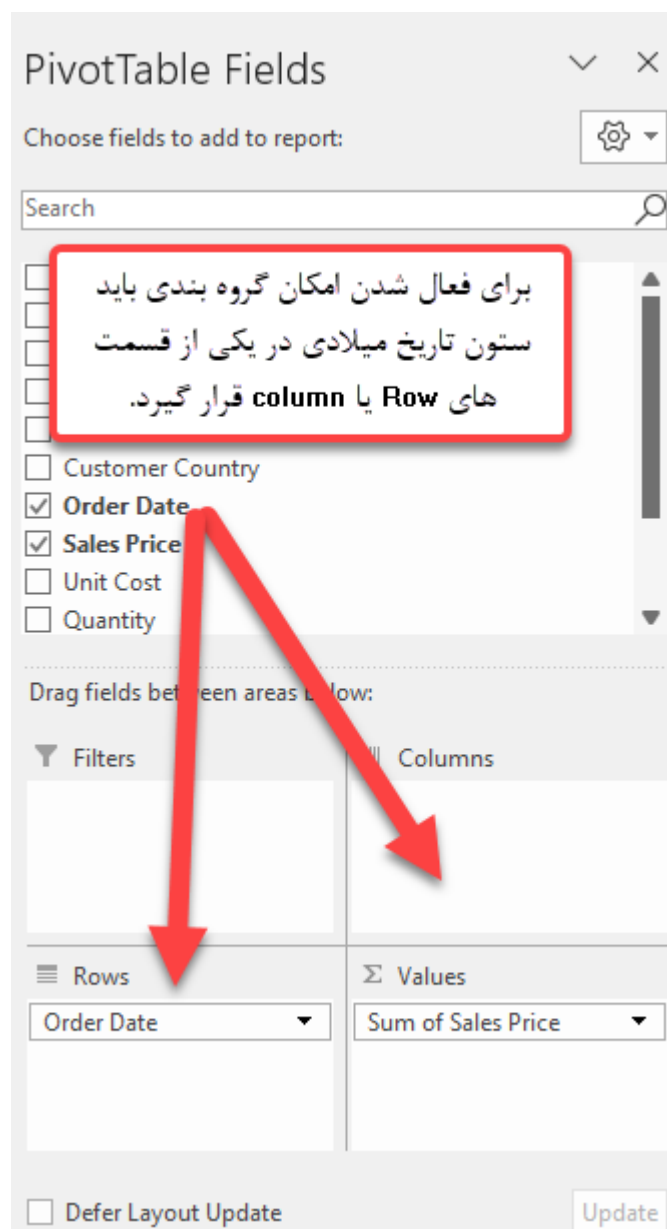 PivotTable Fields
Choose fields to add to report:
Search
برای فعال شدن امکان گروه بندی باید
ستون تاریخ میلادی در یکی از قسمت
های Row یا column قرار گیرد.
Customer Country
Order Date
Sales Price
Unit Cost
Quantity
Drag fields between areas below:
Filters
Columns
Rows
Σ Values
Order Date
Sum of Sales Price
Defer Layout Update
Update